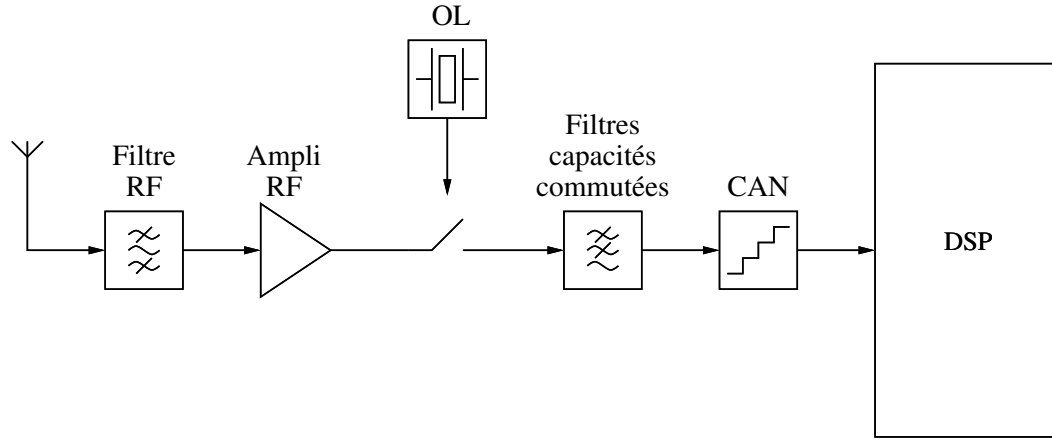 OL
Filtre
RF
Ampli
RF
Filtres
capacités
commutées
CAN
DSP